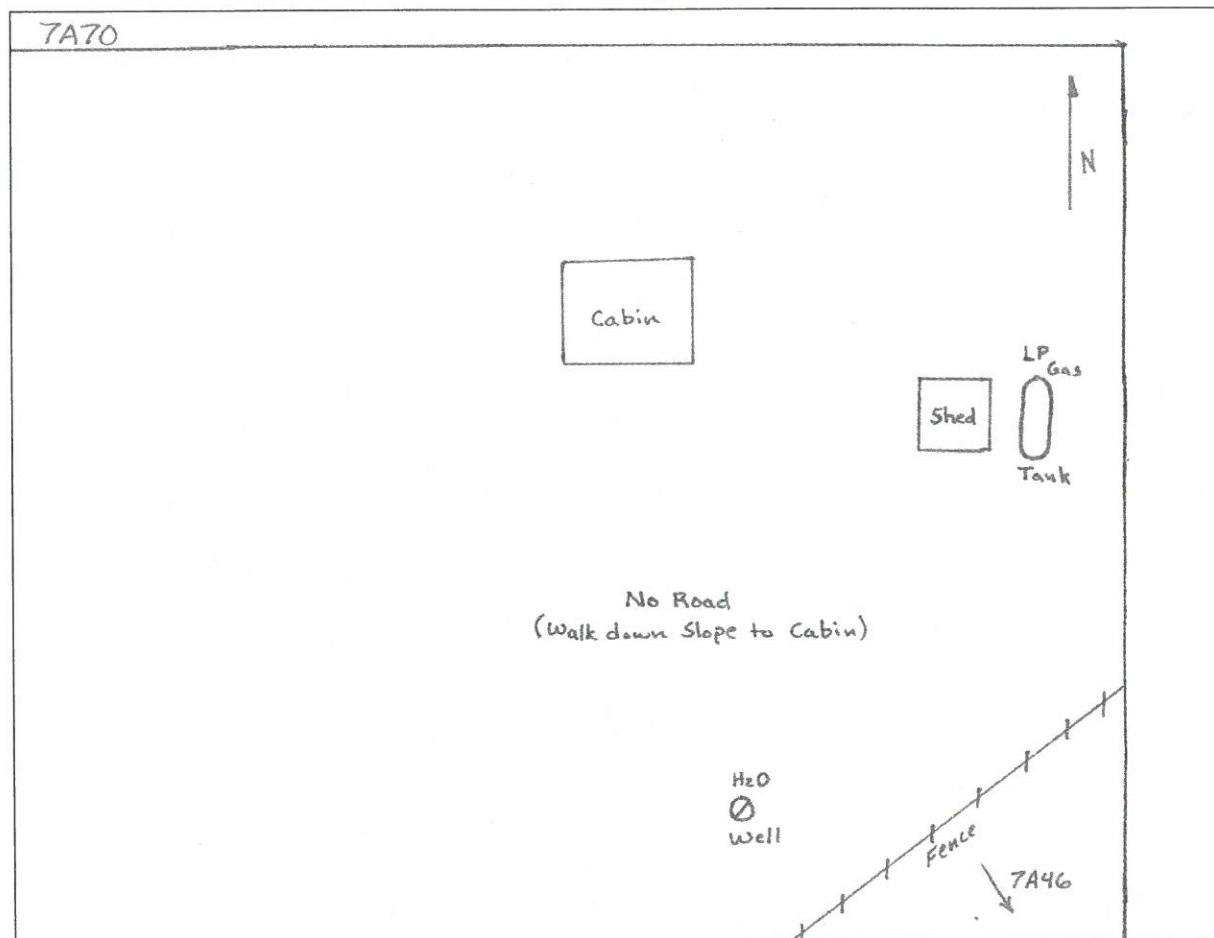 7A70
N
Cabin
LP
Gas
Shed
Tank
No Road
(Walk down Slope to Cabin)
H2O
Well
Fence
7A46